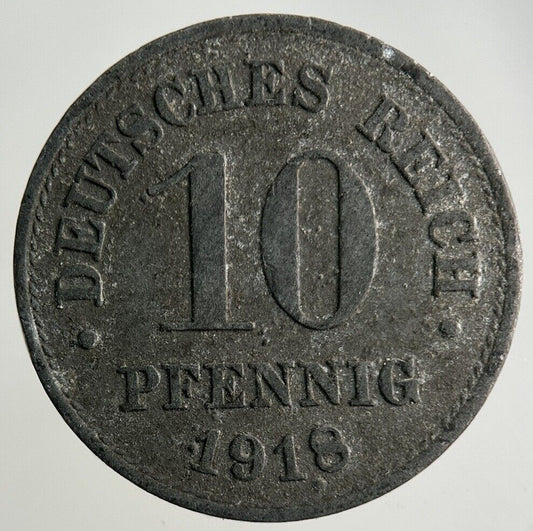 DEUTSCHES REICH
10
PFENNIG
1918